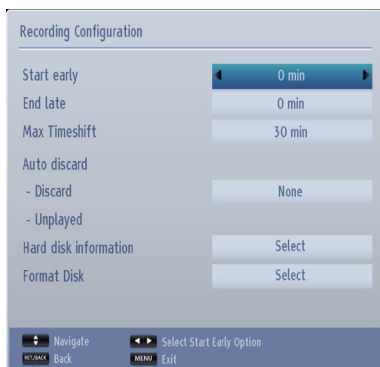 Recording Configuration
Start early 0 min
End late 0 min
Max Timeshift 30 min
Auto discard
- Discard None
- Unplayed
Hard disk information Select
Format Disk Select
Navigate Select Start Early Option
RET./BACK Back MENU Exit